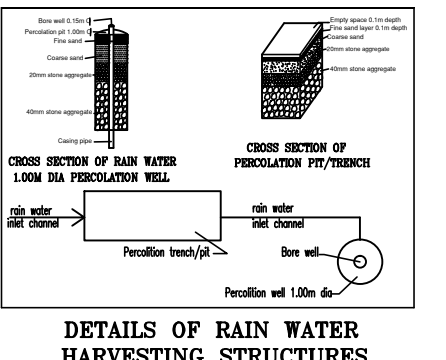 Bore well 0.15m
Percolation pit 1.00m
Fine sand
Coarse sand
20mm stone aggregate
40mm stone aggregate
Casing pipe
CROSS SECTION OF RAIN WATER
1.00M DIA PERCOLATION WELL
Empty space 0.1m depth
Fine sand layer 0.1m depth
Coarse sand
20mm stone aggregate
40mm stone aggregate
CROSS SECTION OF
PERCOLATION PIT/TRENCH
rain water
inlet channel
Percolition trench/pit
rain water
inlet channel
Bore well
Percolition well 1.00m dia
DETAILS OF RAIN WATER
HARVESTING STRUCTURES